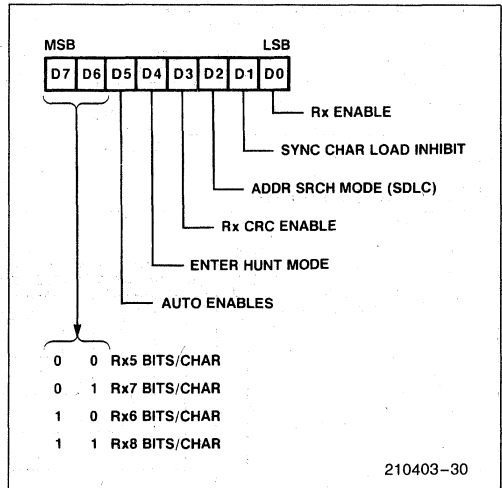 MSB LSB
D7 D6 D5 D4 D3 D2 D1 D0
Rx ENABLE
SYNC CHAR LOAD INHIBIT
ADDR SRCH MODE (SDLC)
Rx CRC ENABLE
ENTER HUNT MODE
AUTO ENABLES
0 0 Rx5 BITS/CHAR
0 1 Rx7 BITS/CHAR
1 0 Rx6 BITS/CHAR
1 1 Rx8 BITS/CHAR
210403–30